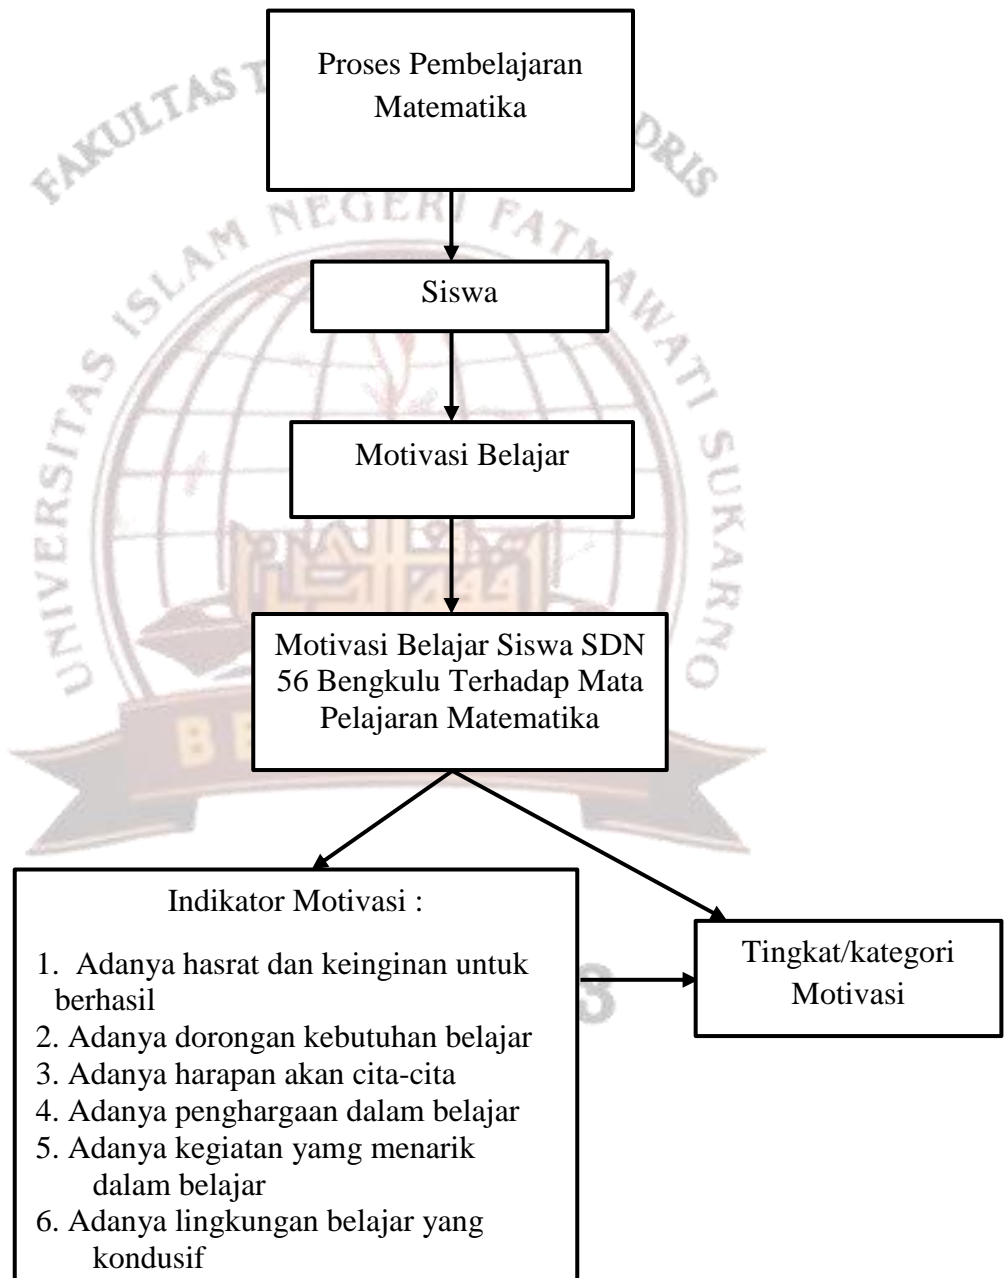 Proses Pembelajaran
Matematika
FAKULTAS T
DRIS
UNIVERSITAS ISLAM NEGERI FATMAWATI SUKARNO
Siswa
Motivasi Belajar
Motivasi Belajar Siswa SDN
56 Bengkulu Terhadap Mata
Pelajaran Matematika
B E
Indikator Motivasi :
1. Adanya hasrat dan keinginan untuk
berhasil
2. Adanya dorongan kebutuhan belajar
3. Adanya harapan akan cita-cita
4. Adanya penghargaan dalam belajar
5. Adanya kegiatan yamg menarik
dalam belajar
6. Adanya lingkungan belajar yang
kondusif
3
Tingkat/kategori
Motivasi